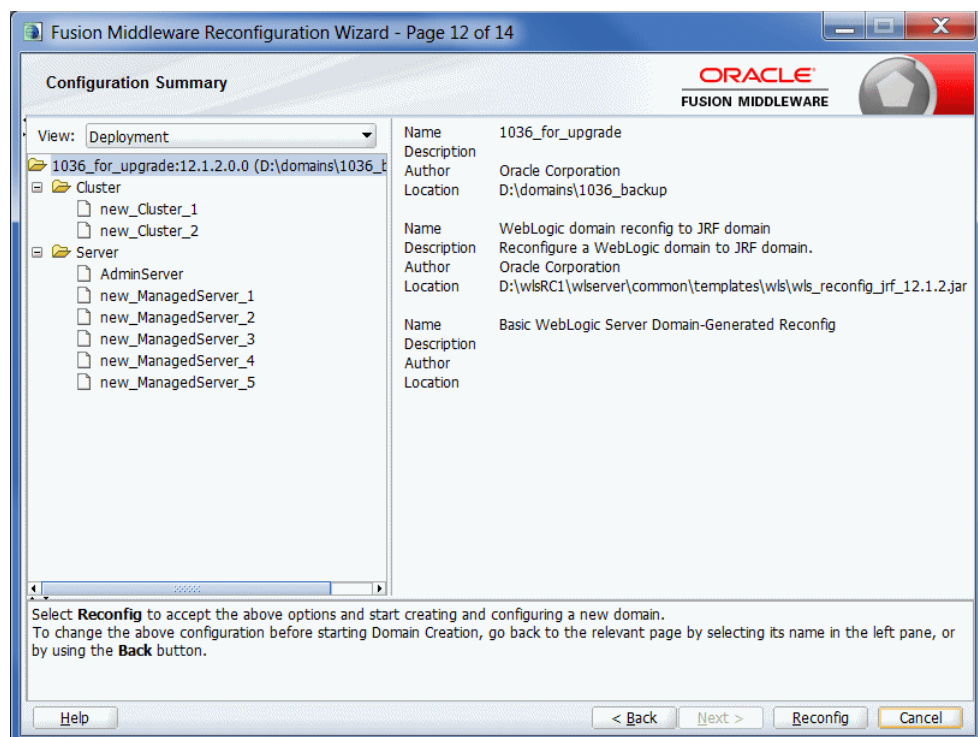 Fusion Middleware Reconfiguration Wizard - Page 12 of 14
Configuration Summary
ORACLE
FUSION MIDDLEWARE
View: Deployment
1036_for_upgrade:12.1.2.0.0 (D:\domains\1036_b
Cluster
new_Cluster_1
new_Cluster_2
Server
AdminServer
new_ManagedServer_1
new_ManagedServer_2
new_ManagedServer_3
new_ManagedServer_4
new_ManagedServer_5
Name 1036_for_upgrade
Description
Author Oracle Corporation
Location D:\domains\1036_backup
Name WebLogic domain reconfig to JRF domain
Description Reconfigure a WebLogic domain to JRF domain.
Author Oracle Corporation
Location D:\wlsRC1\wlserver\common\templates\wls\wls_reconfig_jrf_12.1.2.jar
Name Basic WebLogic Server Domain-Generated Reconfig
Description
Author
Location
Select Reconfig to accept the above options and start creating and configuring a new domain.
To change the above configuration before starting Domain Creation, go back to the relevant page by selecting its name in the left pane, or
by using the Back button.
Help < Back Next > Reconfig Cancel